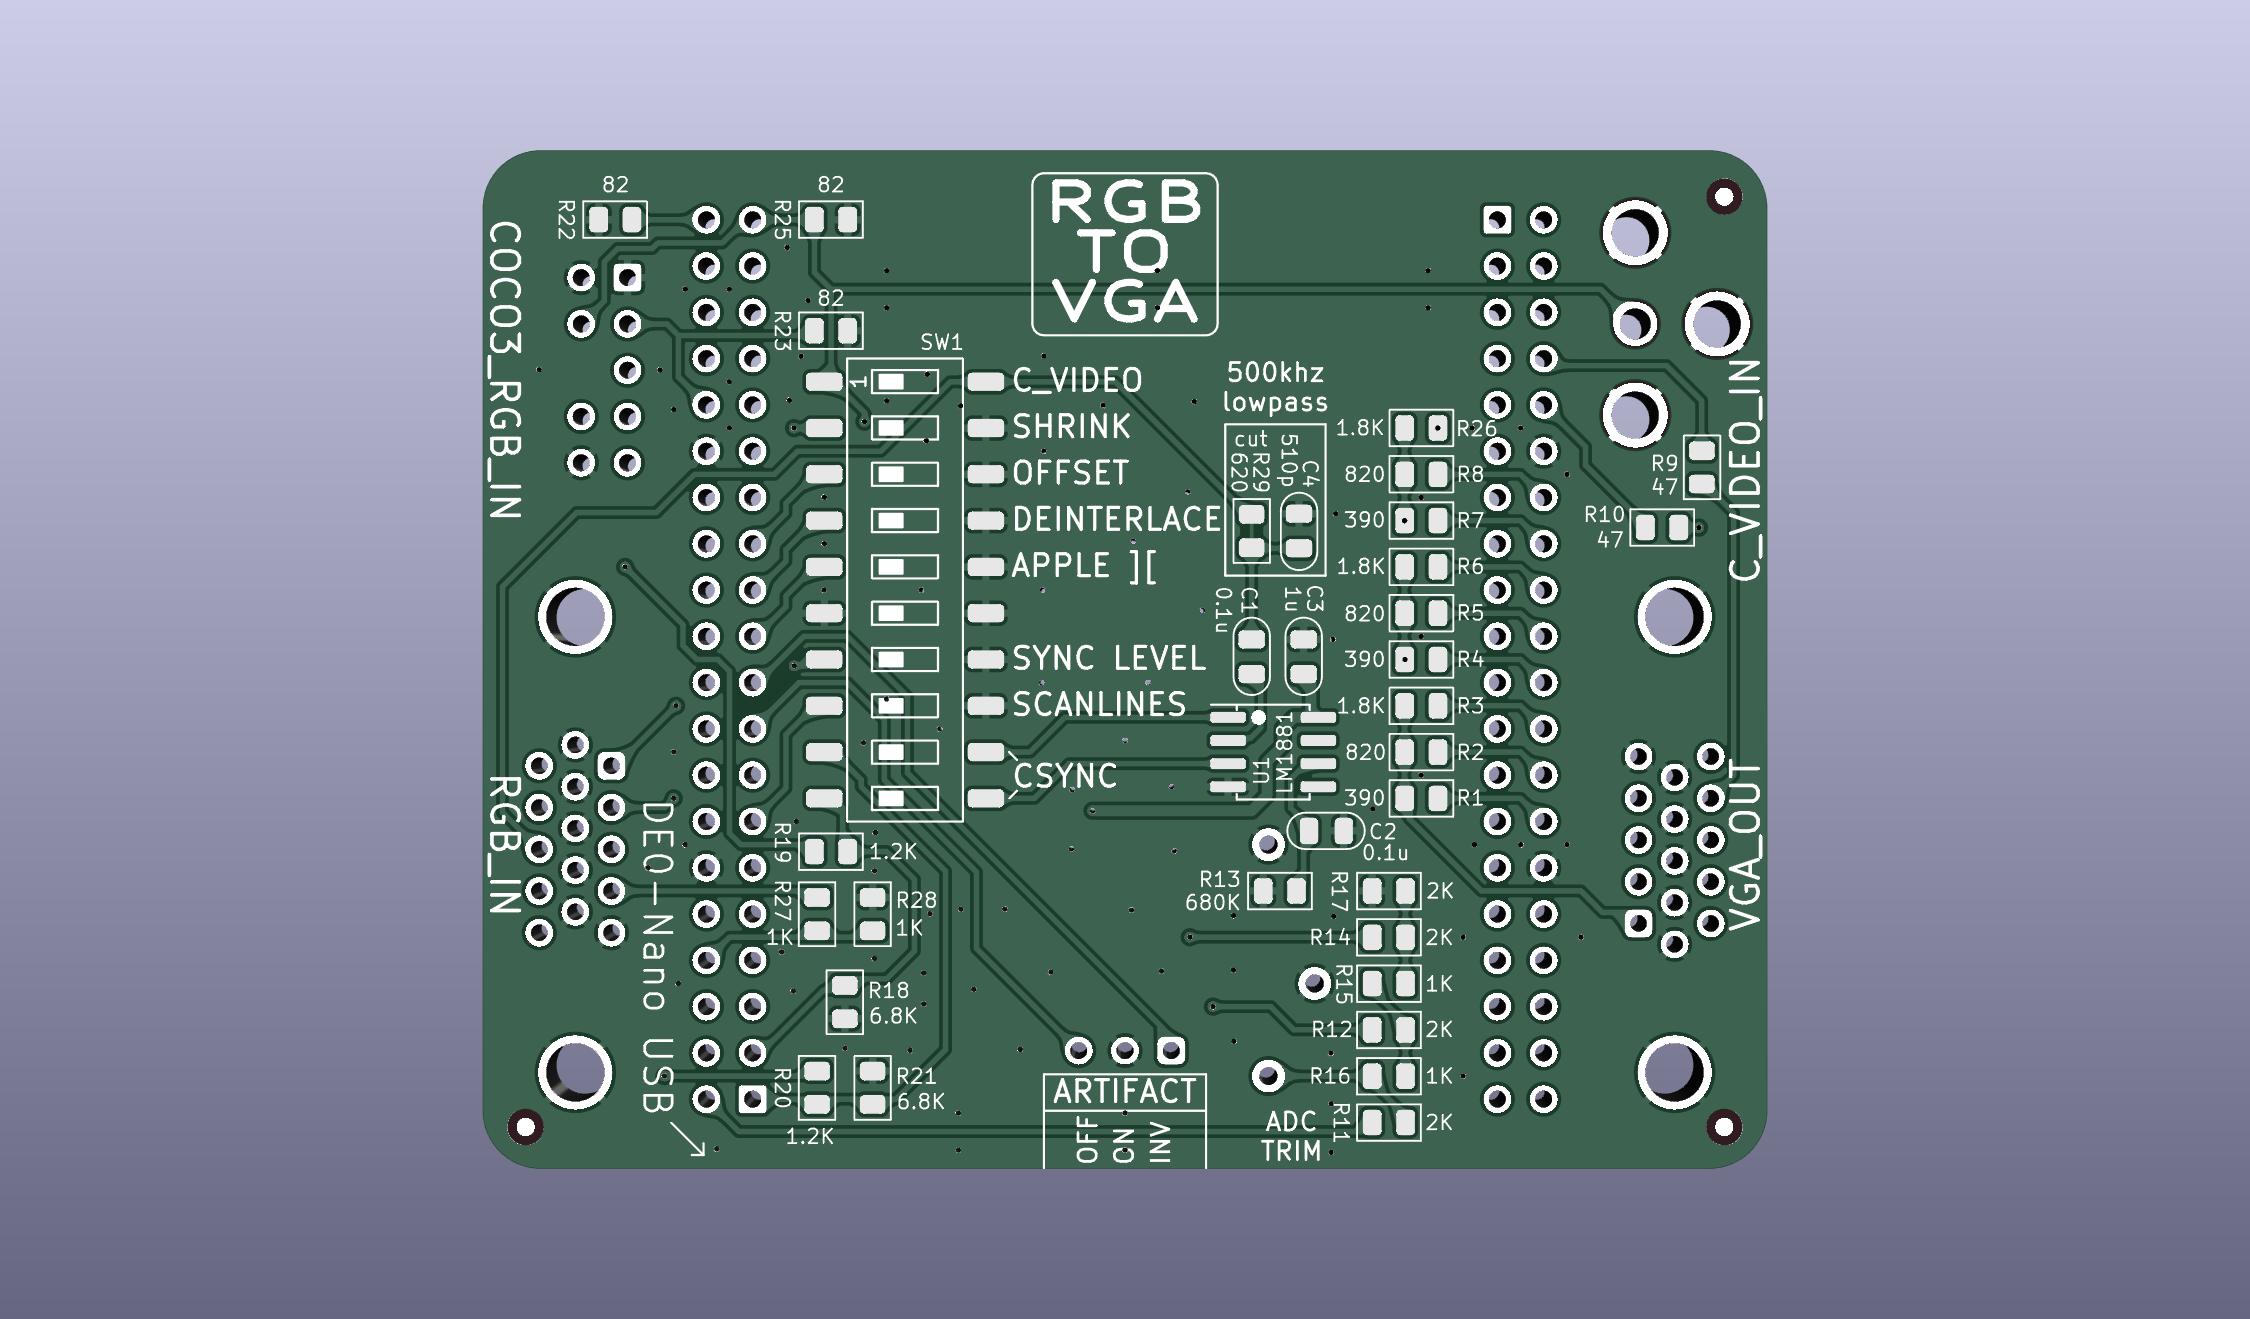 RGB
TO
VGA
82
R22
82
R25
82
R23
COCO3_RGB_IN
SW1
1
C_VIDEO
SHRINK
OFFSET
DEINTERLACE
APPLE ][
SYNC LEVEL
SCANLINES
CSYNC
500khz
lowpass
cut
R29
620
510p
C4
C1
0.1u
C3
1u
U1
LM1881
1.8K R26
820 R8
390 R7
1.8K R6
820 R5
390 R4
1.8K R3
820 R2
390 R1
C2
0.1u
R9
47
R10
47
C_VIDEO_IN
VGA_OUT
RGB_IN
DE0-Nano USB
R19
1.2K
R27
1K
R28
1K
R18
6.8K
R20
1.2K
R21
6.8K
R13
680K
R17 2K
R14 2K
R15 1K
R12 2K
R16 1K
R11 2K
ARTIFACT
OFF
ON
INV
ADC
TRIM